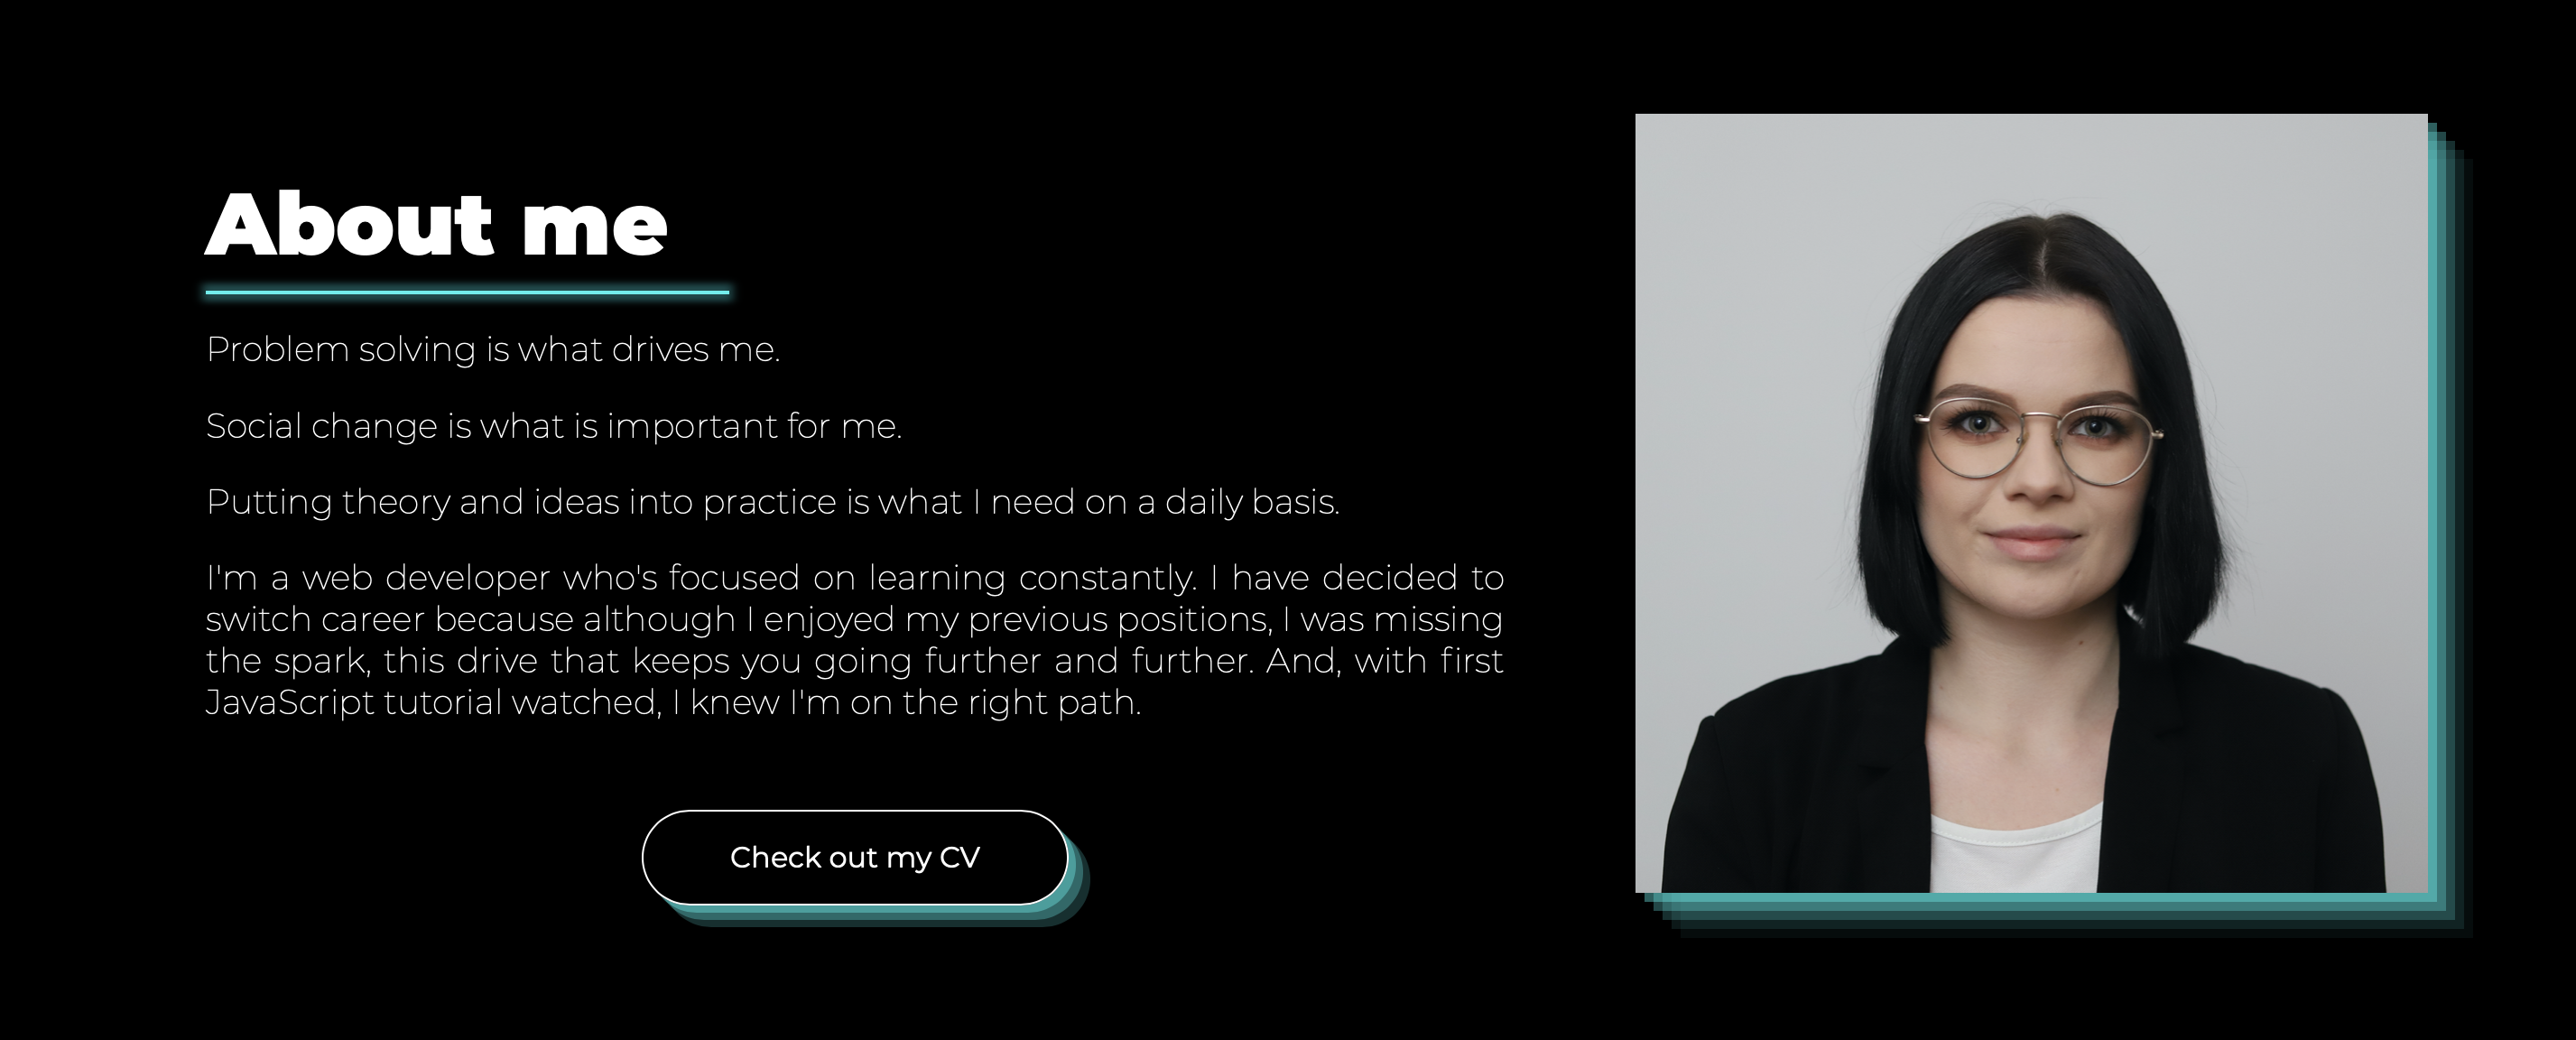 About me
Problem solving is what drives me.
Social change is what is important for me.
Putting theory and ideas into practice is what I need on a daily basis.
I'm a web developer who's focused on learning constantly. I have decided to
switch career because although I enjoyed my previous positions, I was missing
the spark, this drive that keeps you going further and further. And, with first
JavaScript tutorial watched, I knew I'm on the right path.
Check out my CV